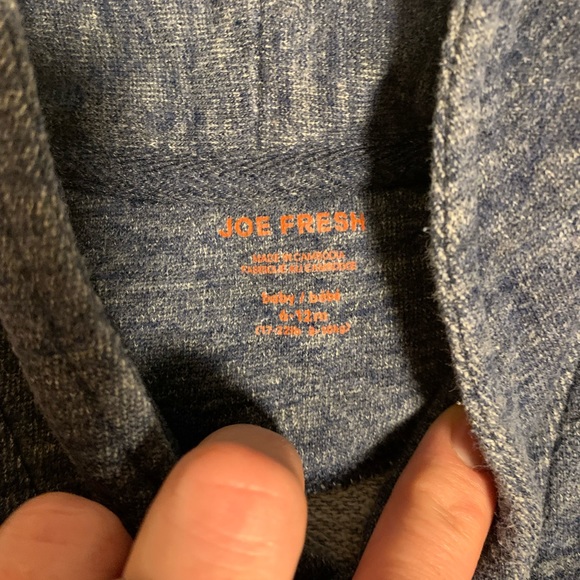 JOE FRESH
MADE IN CAMBODIA
FABRIQUÉ AU CAMBODGE
baby / bébé
6-12m